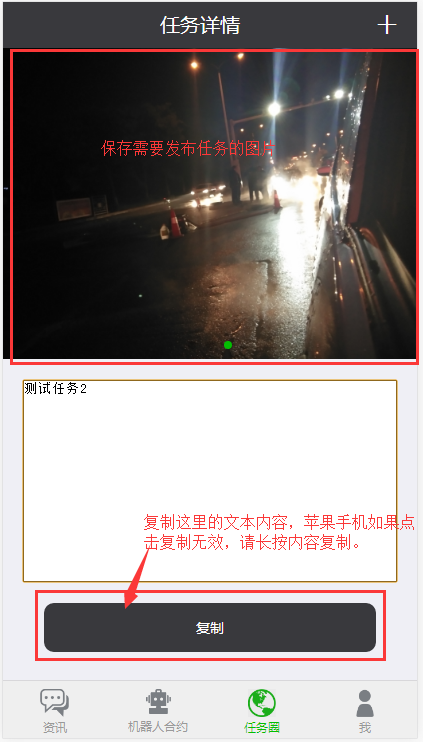 任务详情
保存需要发布任务的图片
测试任务2
复制这里的文本内容，苹果手机如果点
击复制无效，请长按内容复制。
复制
资讯
机器人合约
任务圈
我